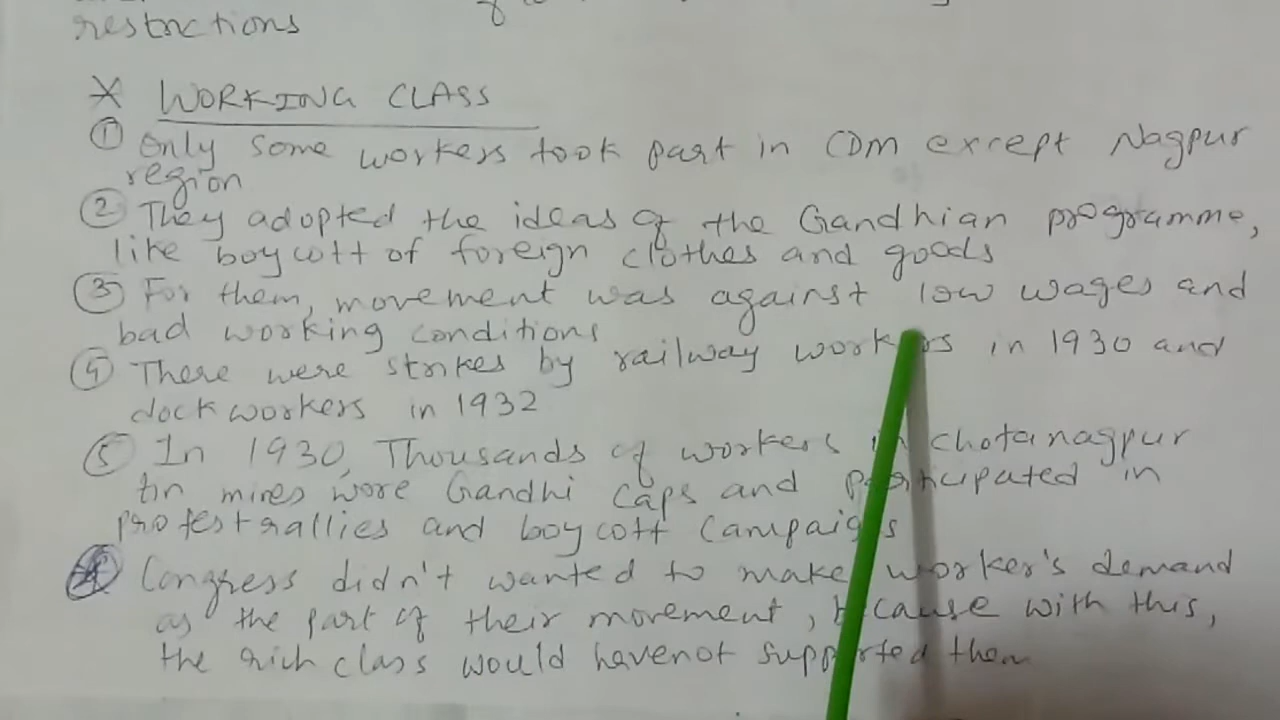 restrictions
* WORKING CLASS
① Only some workers took part in CDM except Nagpur
region
② They adopted the ideas of the Gandhian programme,
like boycott of foreign clothes and goods
③ For them, movement was against low wages and
bad working conditions
④ There were strikes by railway workers in 1930 and
dockworkers in 1932
⑤ In 1930, Thousands of workers in chotanagpur
tin mines wore Gandhi caps and participated in
protest rallies and boycott campaigns
Congress didn't wanted to make worker's demand
as the part of their movement, because with this,
the rich class would havenot supported them